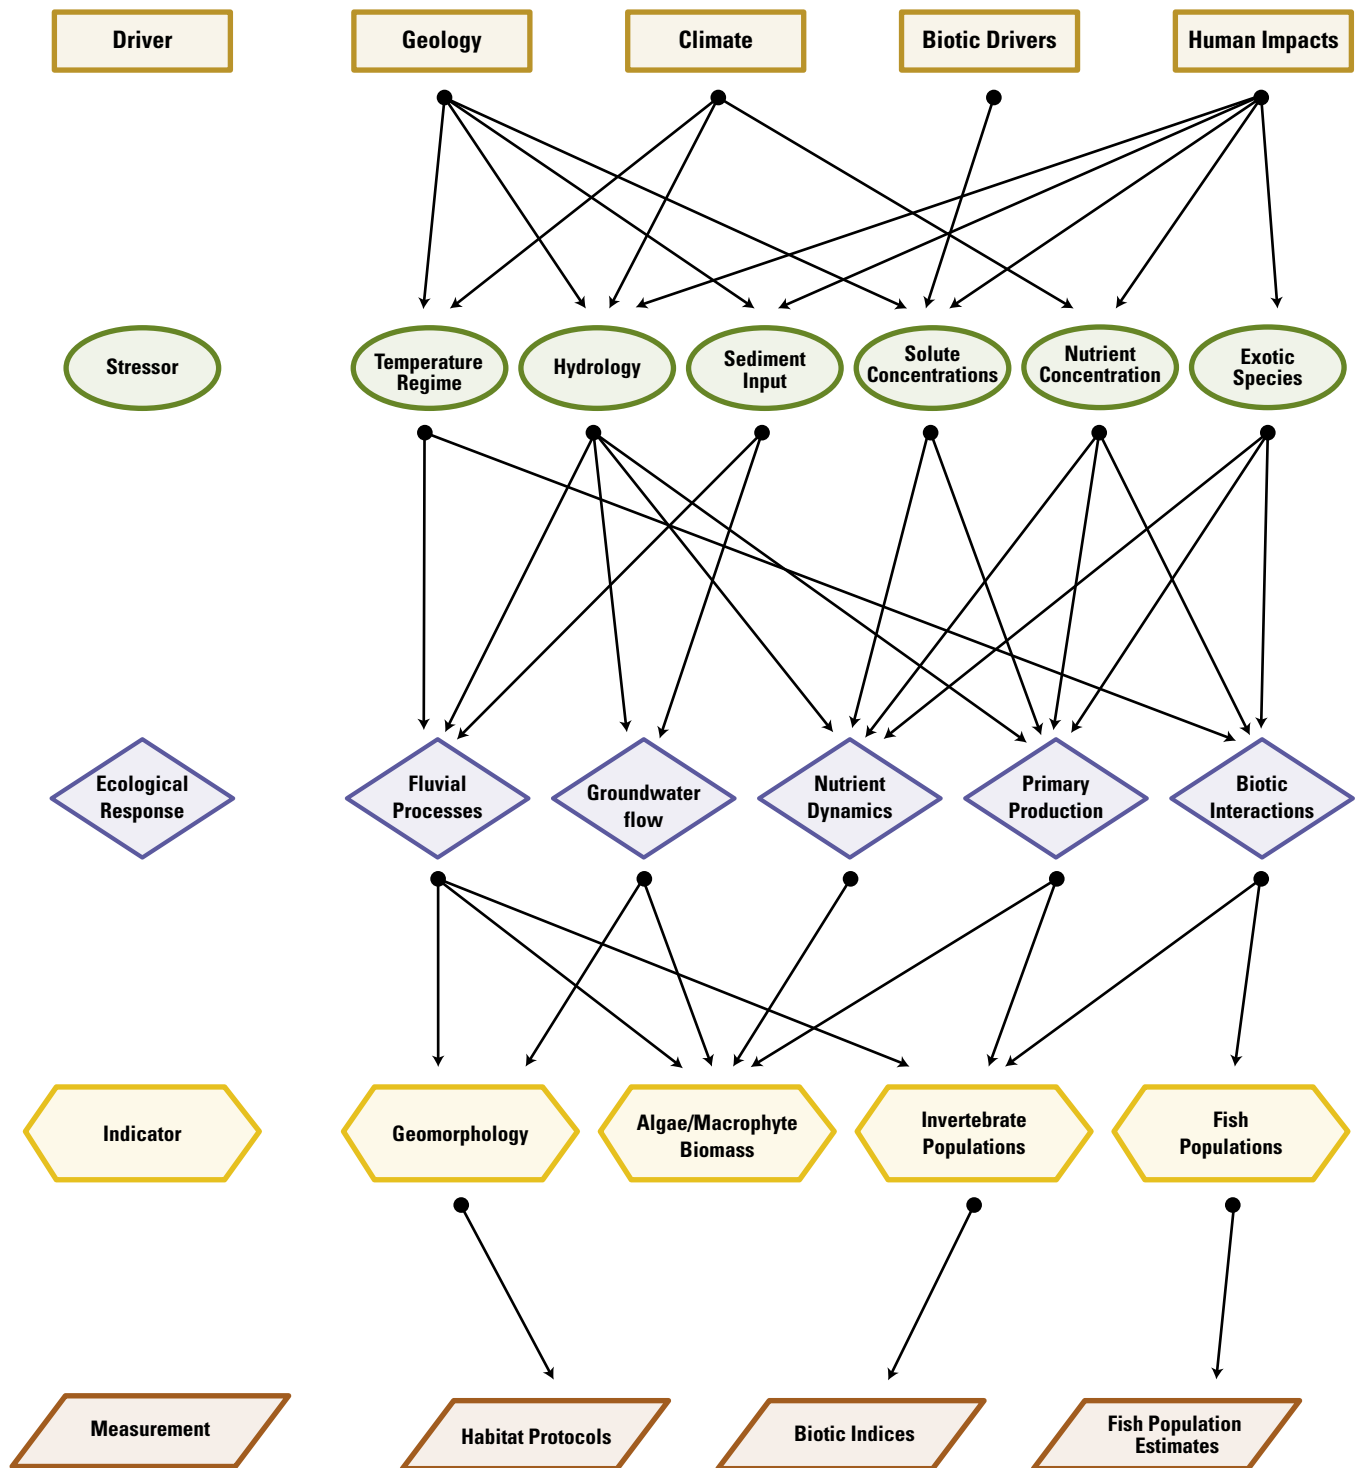 Driver
Geology
Climate
Biotic Drivers
Human Impacts
Stressor
Temperature
Regime
Hydrology
Sediment
Input
Solute
Concentrations
Nutrient
Concentration
Exotic
Species
Ecological
Response
Fluvial
Processes
Groundwater
flow
Nutrient
Dynamics
Primary
Production
Biotic
Interactions
Indicator
Geomorphology
Algae/Macrophyte
Biomass
Invertebrate
Populations
Fish
Populations
Measurement
Habitat Protocols
Biotic Indices
Fish Population
Estimates